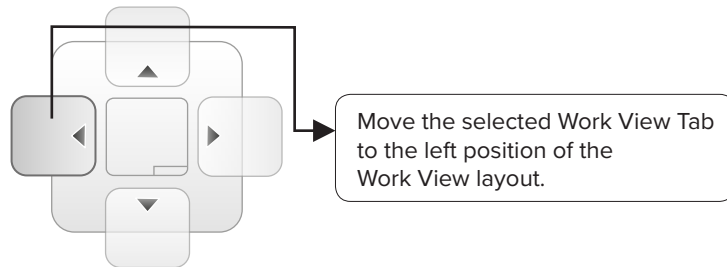 Move the selected Work View Tab
to the left position of the
Work View layout.